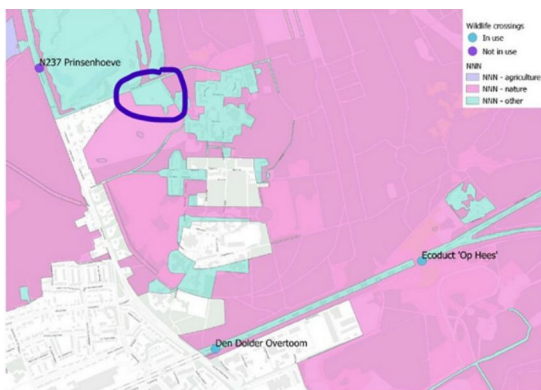 Wildlife crossings
In use
Not in use
NNN
NNN - agriculture
NNN - nature
NNN - other
N237 Prinsenhoeve
Ecoduct 'Op Hees'
Den Dolder Overtoom